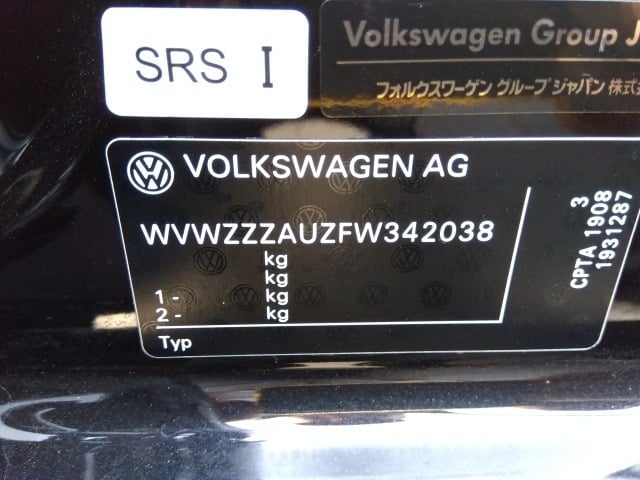 SRS I
Volkswagen Group J
フォルクスワーゲン グループ ジャパン 株式
VOLKSWAGEN AG
WVWZZZAUZFW342038
kg
kg
1 - kg
2 - kg
Typ
3
CPTA 1908
1931287